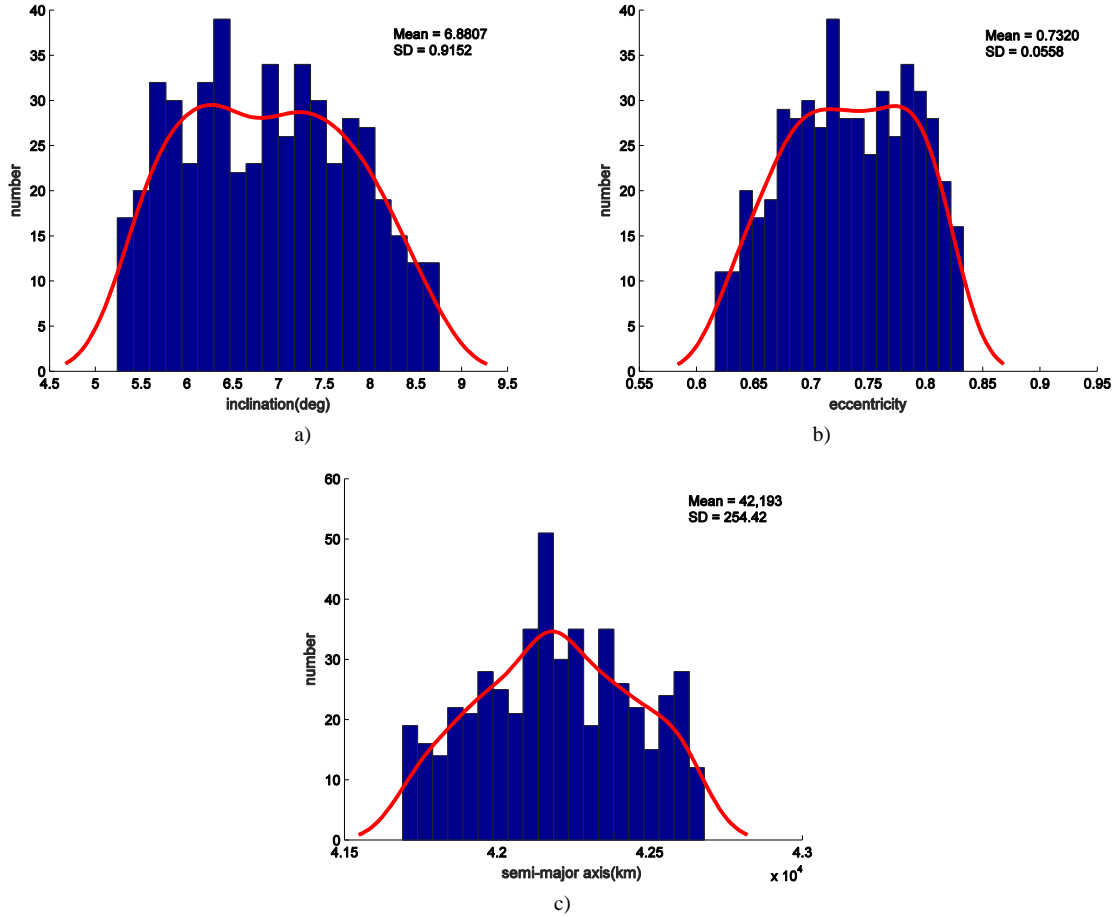 40
35
30
25
20
15
10
5
0
number
Mean = 6.8807
SD = 0.9152
4.5 5 5.5 6 6.5 7 7.5 8 8.5 9 9.5
inclination(deg)
a)
40
35
30
25
20
15
10
5
0
number
Mean = 0.7320
SD = 0.0558
0.55 0.6 0.65 0.7 0.75 0.8 0.85 0.9 0.95
eccentricity
b)
60
50
40
30
20
10
0
number
Mean = 42,193
SD = 254.42
4.15 4.2 4.25 4.3
semi-major axis(km)
x 10⁴
c)